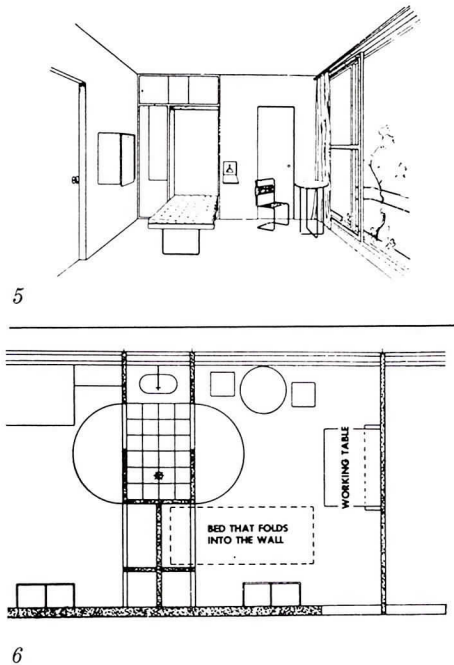 5
WORKING TABLE
BED THAT FOLDS
INTO THE WALL
6